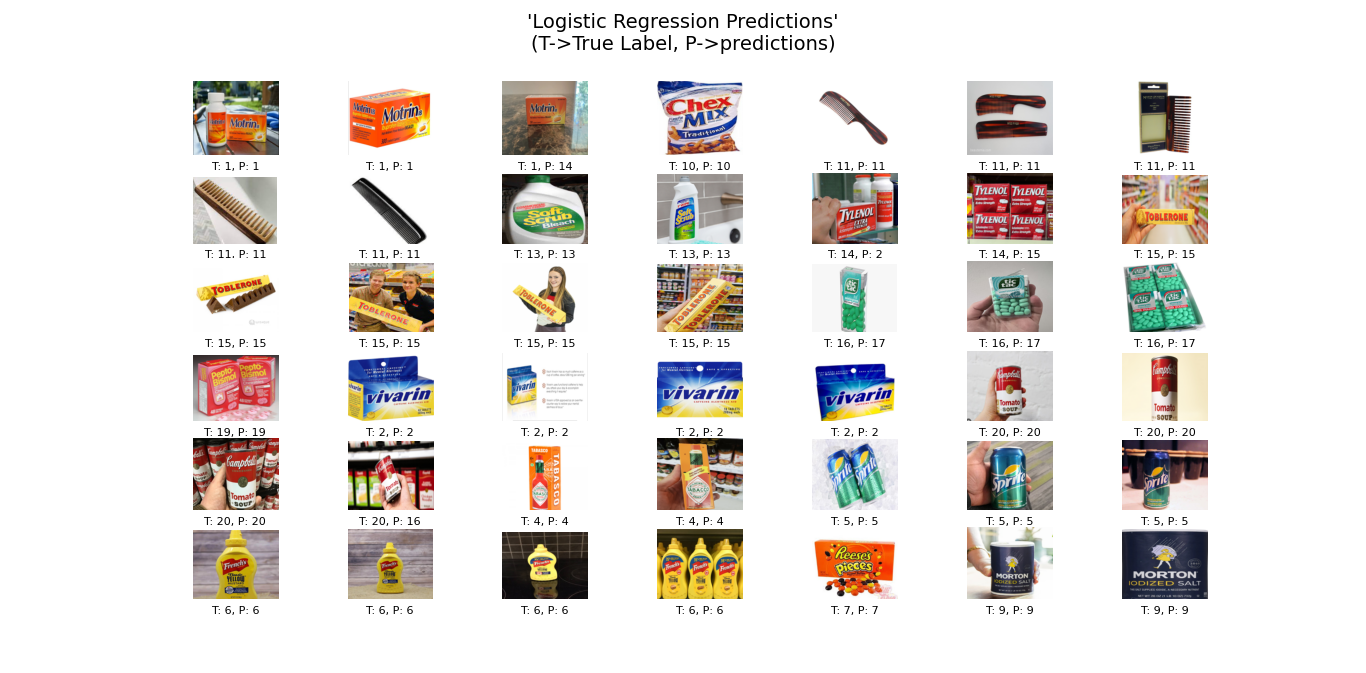 'Logistic Regression Predictions'
(T->True Label, P->predictions)
Motrin
Motrin
Motrin
Motrin
Chex
Mix
Traditional
T: 1, P: 1
T: 1, P: 1
T: 1, P: 14
T: 10, P: 10
T: 11, P: 11
T: 11, P: 11
T: 11, P: 11
Soft
Scrub
Bleach
Soft
Scrub
TYLENOL
TYLENOL
TYLENOL
TYLENOL
TOBLERONE
T: 11. P: 11
T: 11, P: 11
T: 13, P: 13
T: 13, P: 13
T: 14, P: 2
T: 14, P: 15
T: 15, P: 15
TOBLERONE
TOBLERONE
TOBLERONE
TOBLERONE
TOBLERONE
tic
tac
T: 15, P: 15
T: 15, P: 15
T: 15, P: 15
T: 15, P: 15
T: 16, P: 17
T: 16, P: 17
T: 16, P: 17
Pepto-
Bismol
vivarin
vivarin
vivarin
vivarin
Campbell's
Tomato
SOUP
Campbell's
Tomato
SOUP
T: 19, P: 19
T: 2, P: 2
T: 2, P: 2
T: 2, P: 2
T: 2, P: 2
T: 20, P: 20
T: 20, P: 20
Campbell's
Tomato
SOUP
TABASCO
TABASCO
Sprite
Sprite
T: 20, P: 20
T: 20, P: 16
T: 4, P: 4
T: 4, P: 4
T: 5, P: 5
T: 5, P: 5
T: 5, P: 5
French's
YELLOW
Reese's
pieces
MORTON
IODIZED SALT
MORTON
IODIZED SALT
T: 6, P: 6
T: 6, P: 6
T: 6, P: 6
T: 6, P: 6
T: 7, P: 7
T: 9, P: 9
T: 9, P: 9